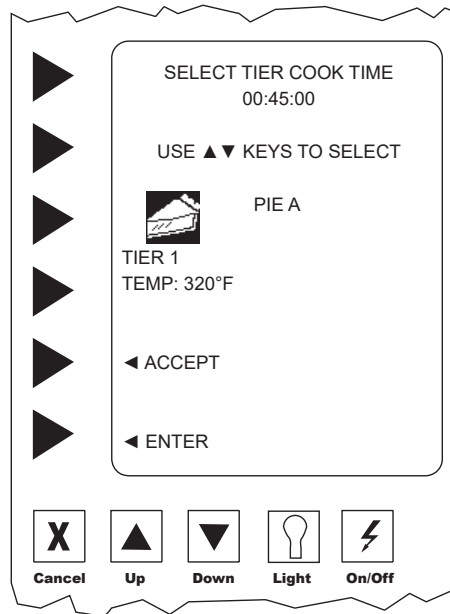 SELECT TIER COOK TIME
00:45:00
USE ▲▼ KEYS TO SELECT
PIE A
TIER 1
TEMP: 320°F
◄ ACCEPT
◄ ENTER
X
Cancel Up Down Light On/Off